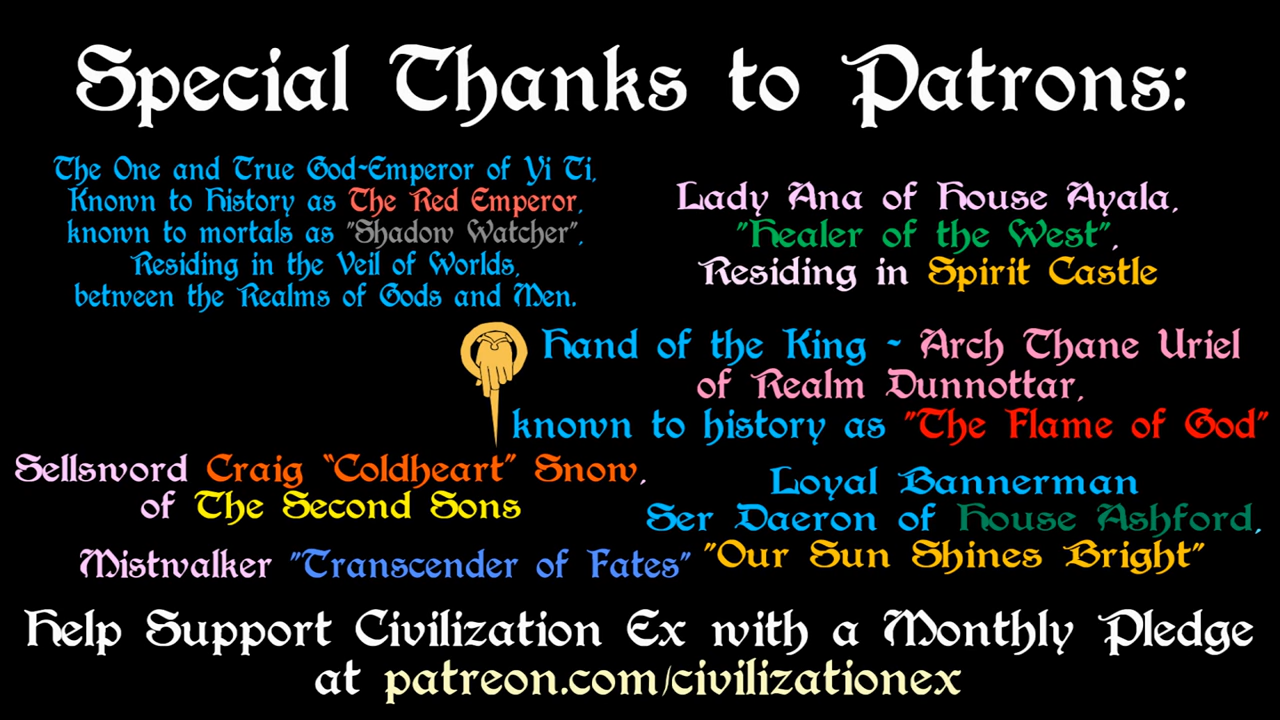 Special Thanks to Patrons:
The One and True God-Emperor of Yi Ti,
Known to History as The Red Emperor,
known to mortals as "Shadow Watcher",
Residing in the Veil of Worlds,
between the Realms of Gods and Men.
Lady Ana of House Ayala,
"Healer of the West",
Residing in Spirit Castle
Hand of the King - Arch Thane Uriel
of Realm Dunnottar,
known to history as "The Flame of God"
Sellsword Craig "Coldheart" Snow,
of The Second Sons
Loyal Bannerman
Ser Daeron of House Ashford,
"Our Sun Shines Bright"
Mistwalker "Transcender of Fates"
Help Support Civilization Ex with a Monthly Pledge
at patreon.com/civilizationex